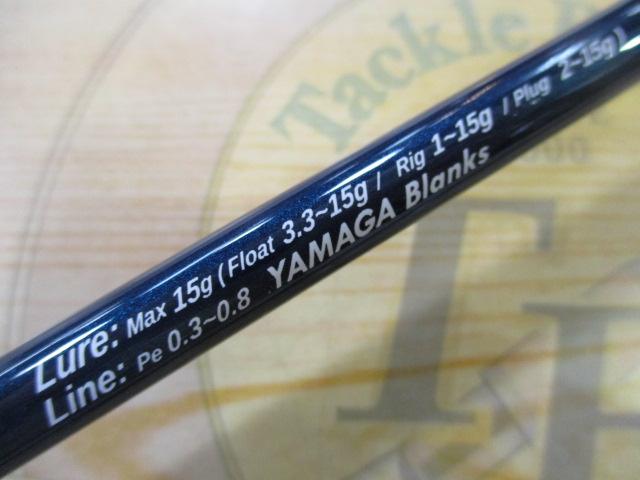 Tackle
Lure: Max 15g (Float 3.3~15g / Rig 1~15g / Plug 2~15g)
Line: Pe 0.3~0.8 YAMAGA Blanks